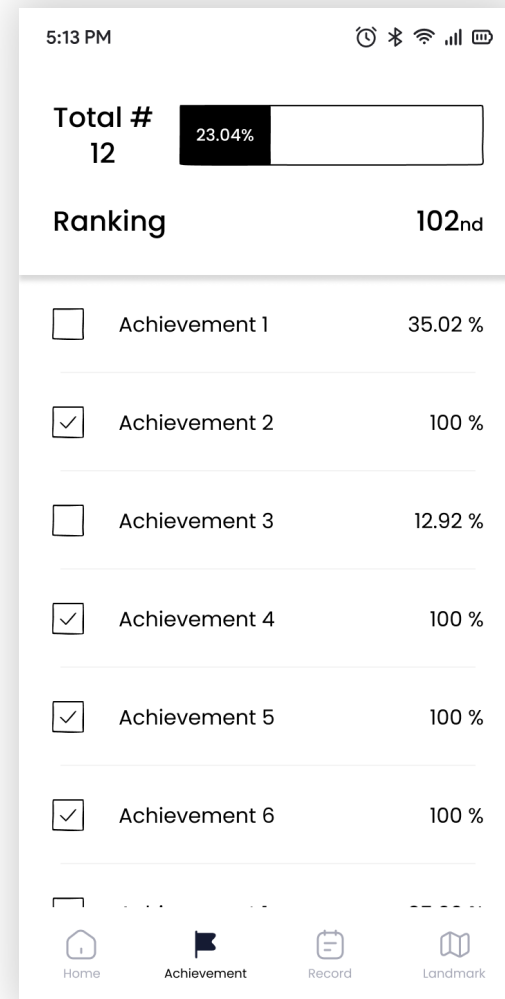 5:13 PM
Total #
12
23.04%
Ranking 102nd
Achievement 1 35.02 %
Achievement 2 100 %
Achievement 3 12.92 %
Achievement 4 100 %
Achievement 5 100 %
Achievement 6 100 %
Home Achievement Record Landmark